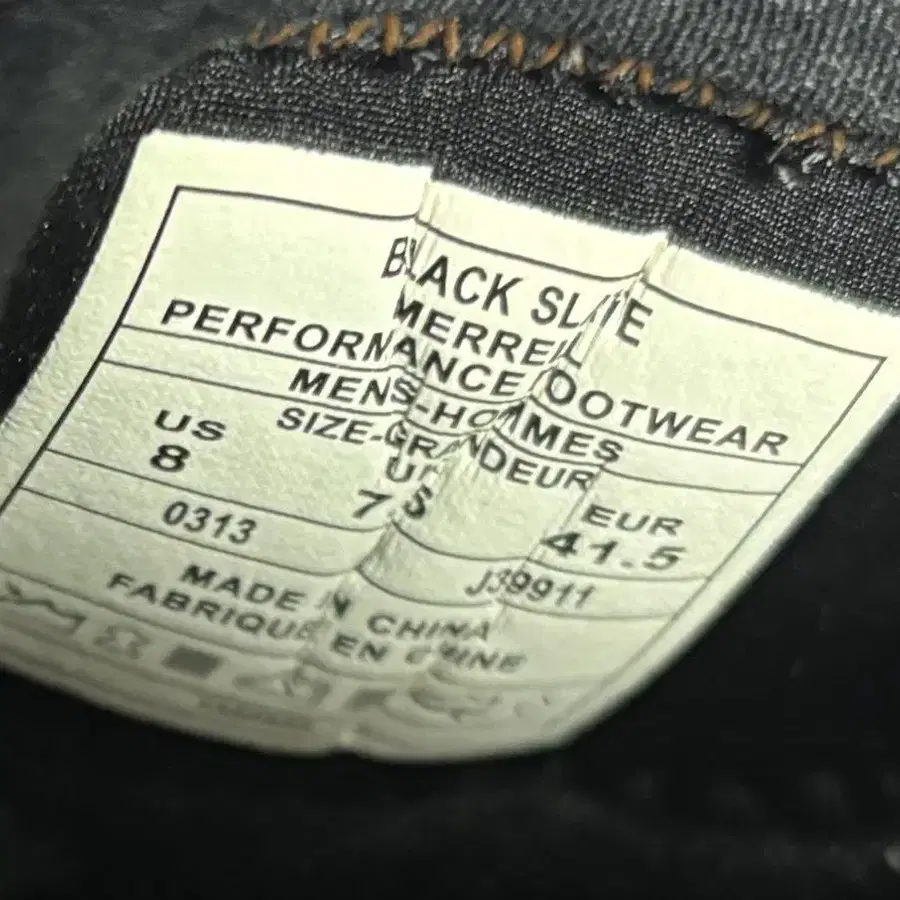 BLACK SLATE
MERRELL
PERFORMANCE FOOTWEAR
MENS-HOMMES
SIZE-GRANDEUR
US UK EUR
8 7.5 41.5
0313 J39911
MADE IN CHINA
FABRIQUE EN CHINE